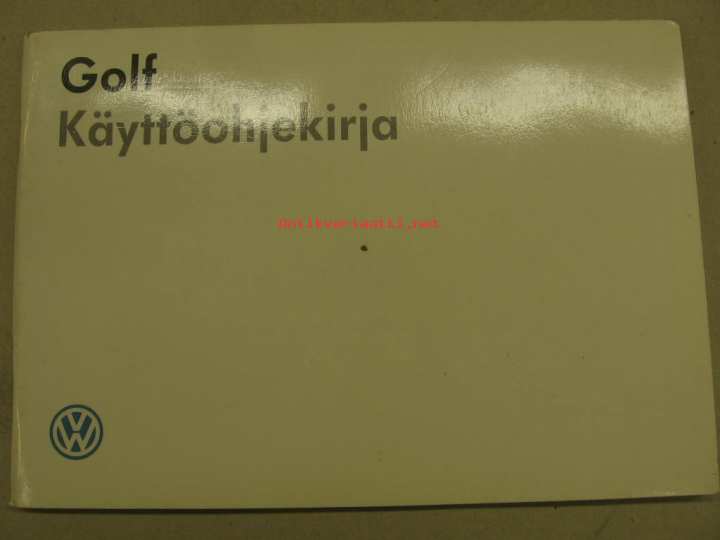 Golf
Käyttöohjekirja
Antikvariaatti.net
VW